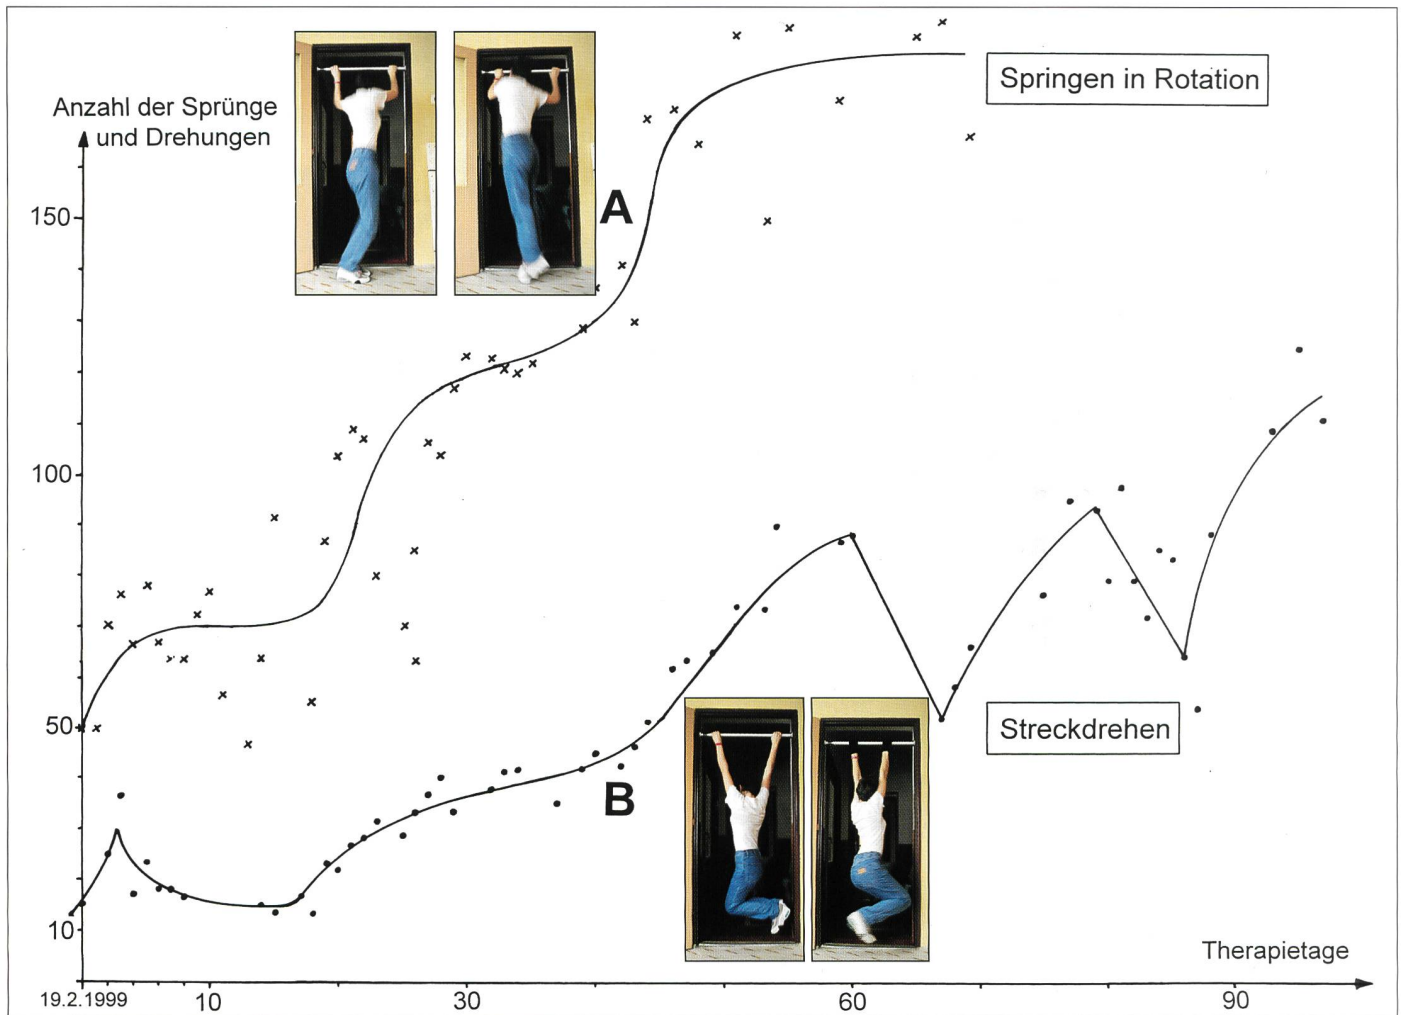 Anzahl der Sprünge
und Drehungen
Springen in Rotation
A
150
100
50
B
Streckdrehen
10
Therapietage
19.2.1999
10
30
60
90